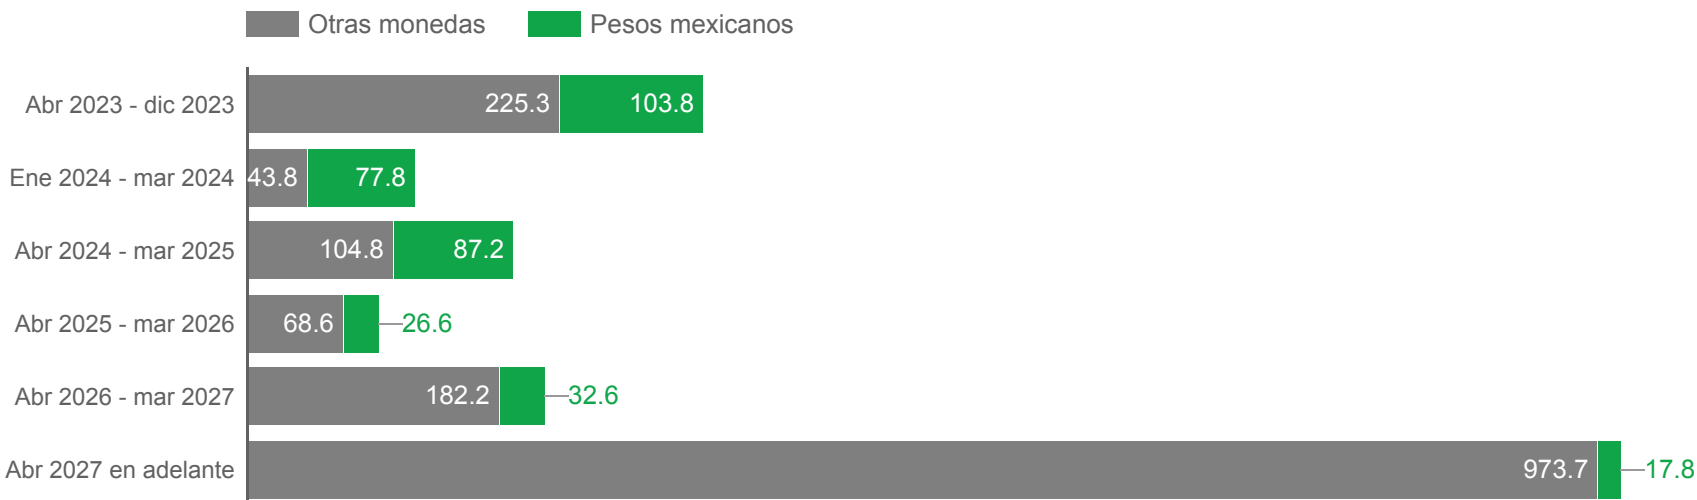 Otras monedas Pesos mexicanos
Abr 2023 - dic 2023 225.3 103.8
Ene 2024 - mar 2024 43.8 77.8
Abr 2024 - mar 2025 104.8 87.2
Abr 2025 - mar 2026 68.6 26.6
Abr 2026 - mar 2027 182.2 32.6
Abr 2027 en adelante 973.7 17.8